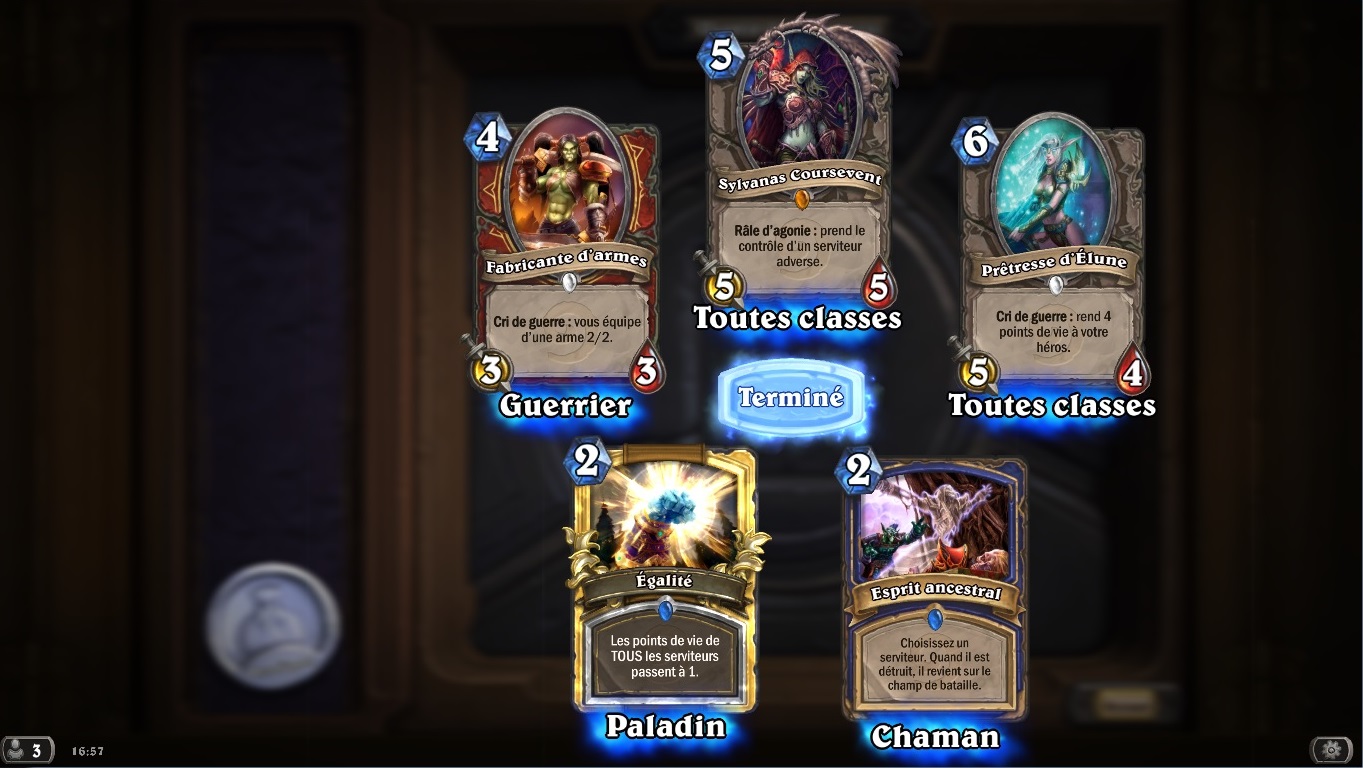 5
Sylvanas Coursevent
Râle d'agonie : prend le
contrôle d'un serviteur
adverse.
5
5
Toutes classes
4
Fabricante d'armes
Cri de guerre : vous équipe
d'une arme 2/2.
3
3
Guerrier
6
Prêtresse d'Élune
Cri de guerre : rend 4
points de vie à votre
héros.
5
4
Toutes classes
Terminé
2
Égalité
Les points de vie de
TOUS les serviteurs
passent à 1.
Paladin
2
Esprit ancestral
Choisissez un
serviteur. Quand il est
détruit, il revient sur le
champ de bataille.
Chaman
3
16:57